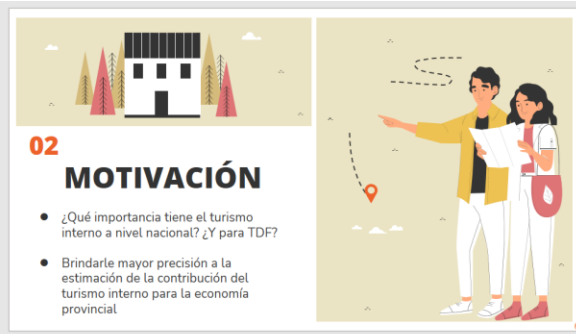 02
MOTIVACIÓN
● ¿Qué importancia tiene el turismo
interno a nivel nacional? ¿Y para TDF?
● Brindarle mayor precisión a la
estimación de la contribución del
turismo interno para la economía
provincial